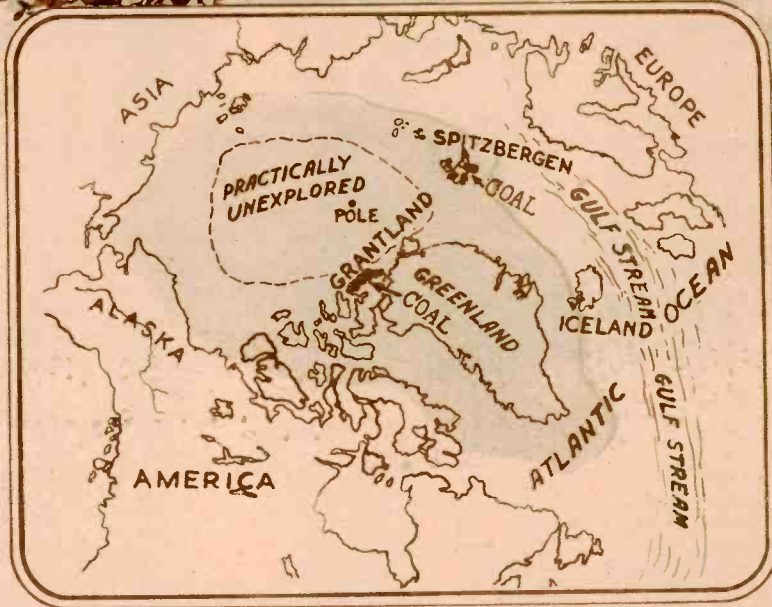 ASIA
EUROPE
SPITZBERGEN
COAL
PRACTICALLY
UNEXPLORED
POLE
GRANTLAND
COAL
GREENLAND
GULF STREAM
ICELAND
ATLANTIC
OCEAN
GULF STREAM
ALASKA
AMERICA